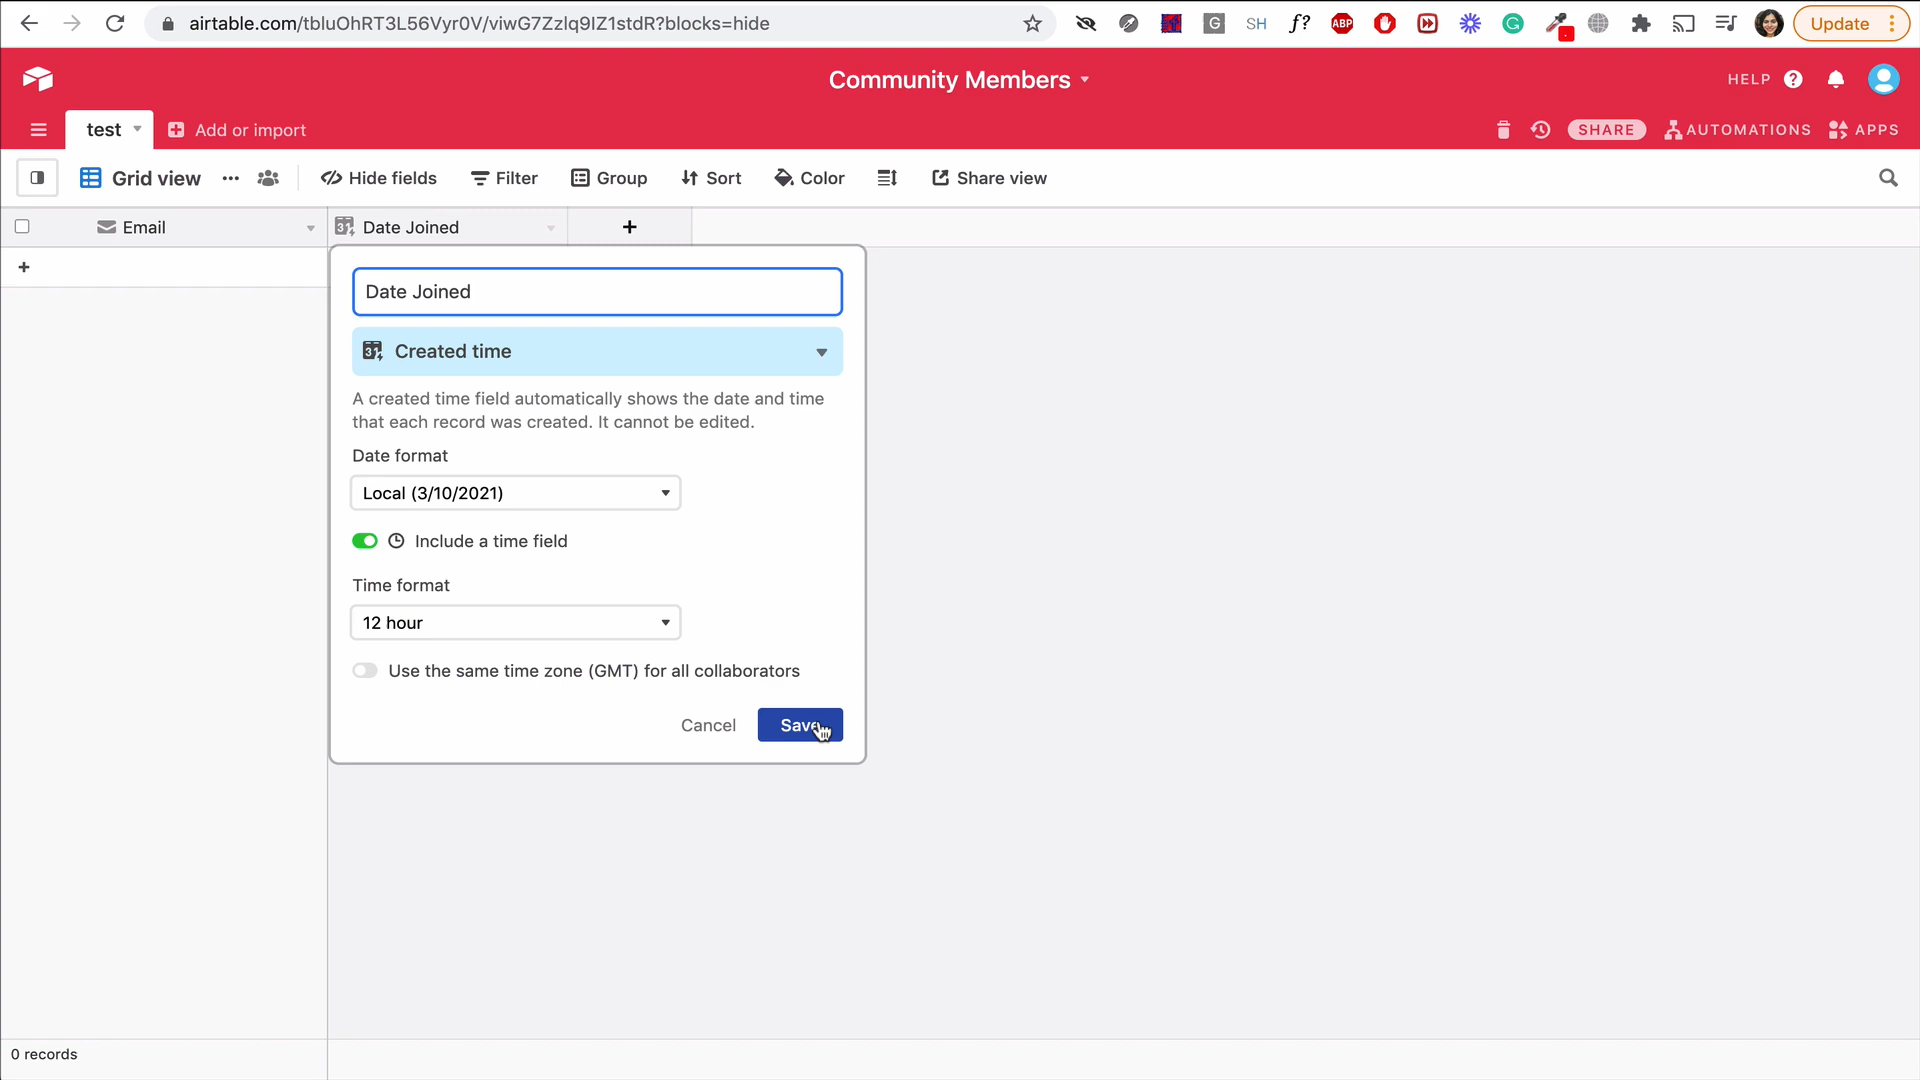 airtable.com/tbluOhRT3L56Vyr0V/viwG7Zzlq9IZ1stdR?blocks=hide
G
SH
f?
ABP
Update
Community Members
HELP
test
Add or import
SHARE
AUTOMATIONS
APPS
Grid view
Hide fields
Filter
Group
Sort
Color
Share view
Email
31
Date Joined
Date Joined
31
Created time
A created time field automatically shows the date and time
that each record was created. It cannot be edited.
Date format
Local (3/10/2021)
Include a time field
Time format
12 hour
Use the same time zone (GMT) for all collaborators
Cancel
Save
0 records